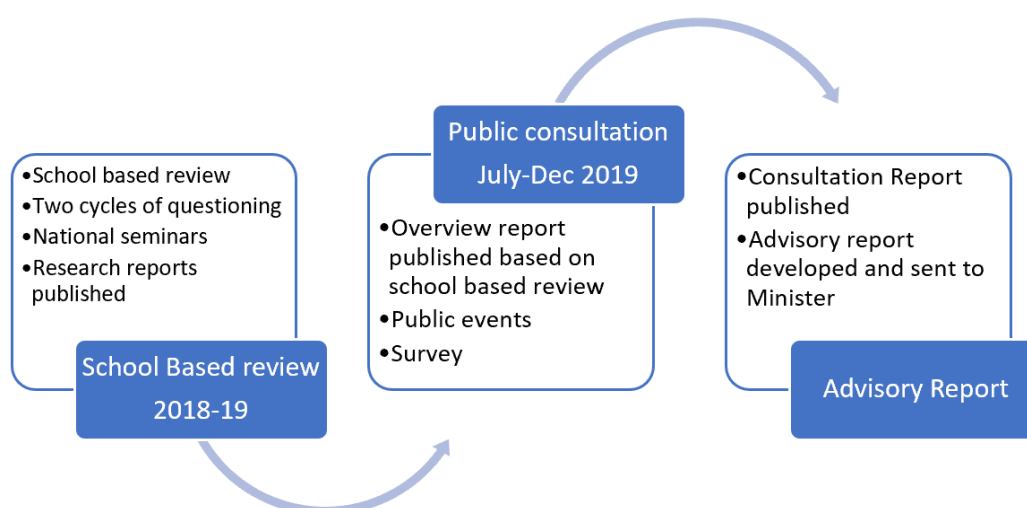 •School based review
•Two cycles of questioning
•National seminars
•Research reports
published
School Based review
2018-19
Public consultation
July-Dec 2019
•Overview report
published based on
school based review
•Public events
•Survey
•Consultation Report
published
•Advisory report
developed and sent to
Minister
Advisory Report